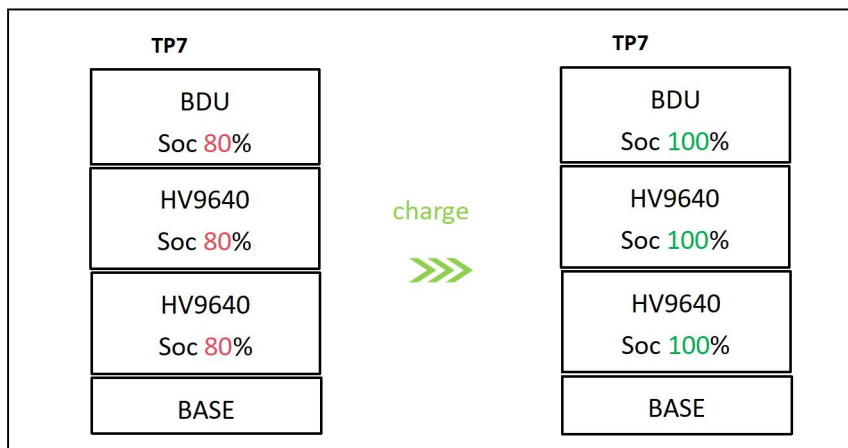 TP7
BDU
Soc 80%
HV9640
Soc 80%
HV9640
Soc 80%
BASE
charge
TP7
BDU
Soc 100%
HV9640
Soc 100%
HV9640
Soc 100%
BASE